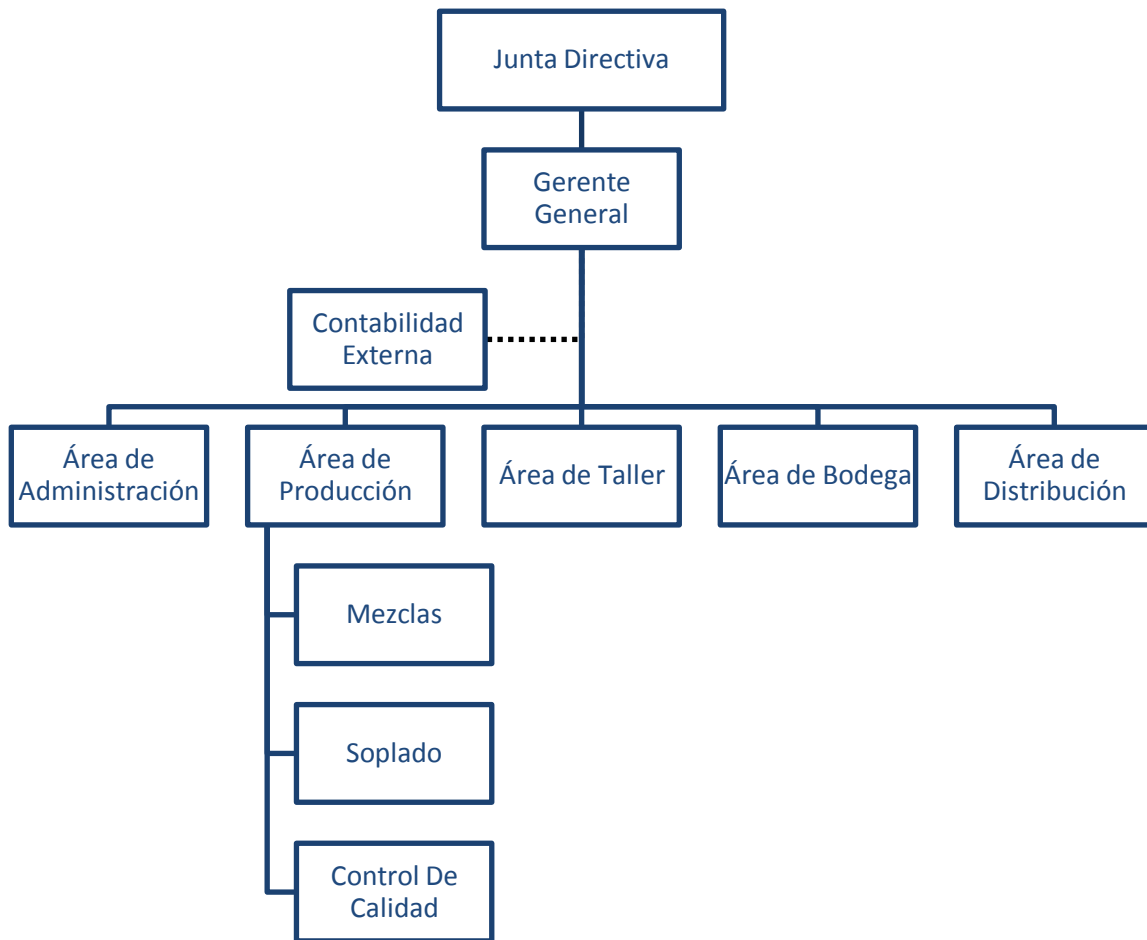 Junta Directiva
Gerente
General
Contabilidad
Externa
Área de
Administración
Área de
Producción
Área de Taller
Área de Bodega
Área de
Distribución
Mezclas
Soplado
Control De
Calidad